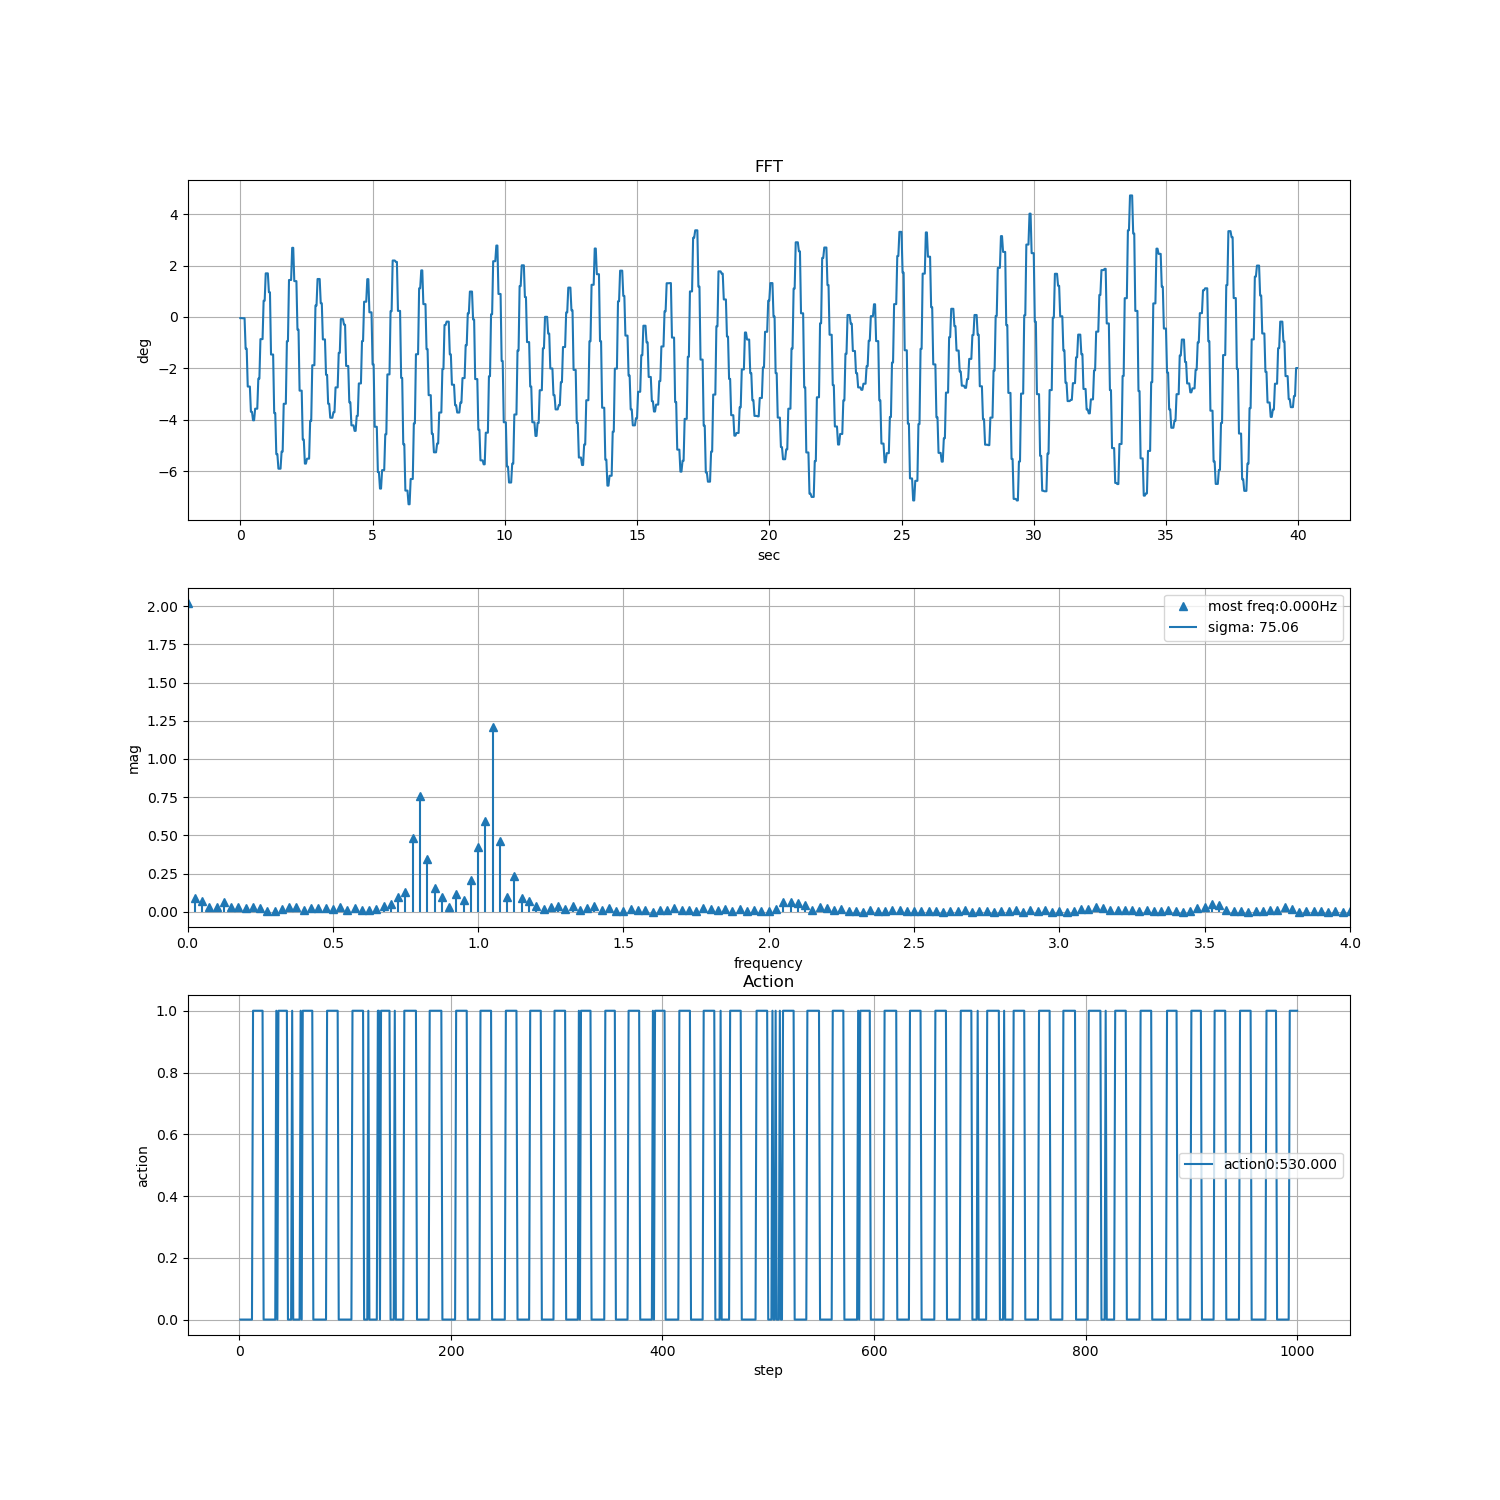 FFT
4
2
0
−2
−4
−6
deg
0 5 10 15 20 25 30 35 40
sec
2.00
1.75
1.50
1.25
1.00
0.75
0.50
0.25
0.00
mag
most freq:0.000Hz
sigma: 75.06
0.0 0.5 1.0 1.5 2.0 2.5 3.0 3.5 4.0
frequency
Action
1.0
0.8
0.6
0.4
0.2
0.0
action
action0:530.000
0 200 400 600 800 1000
step